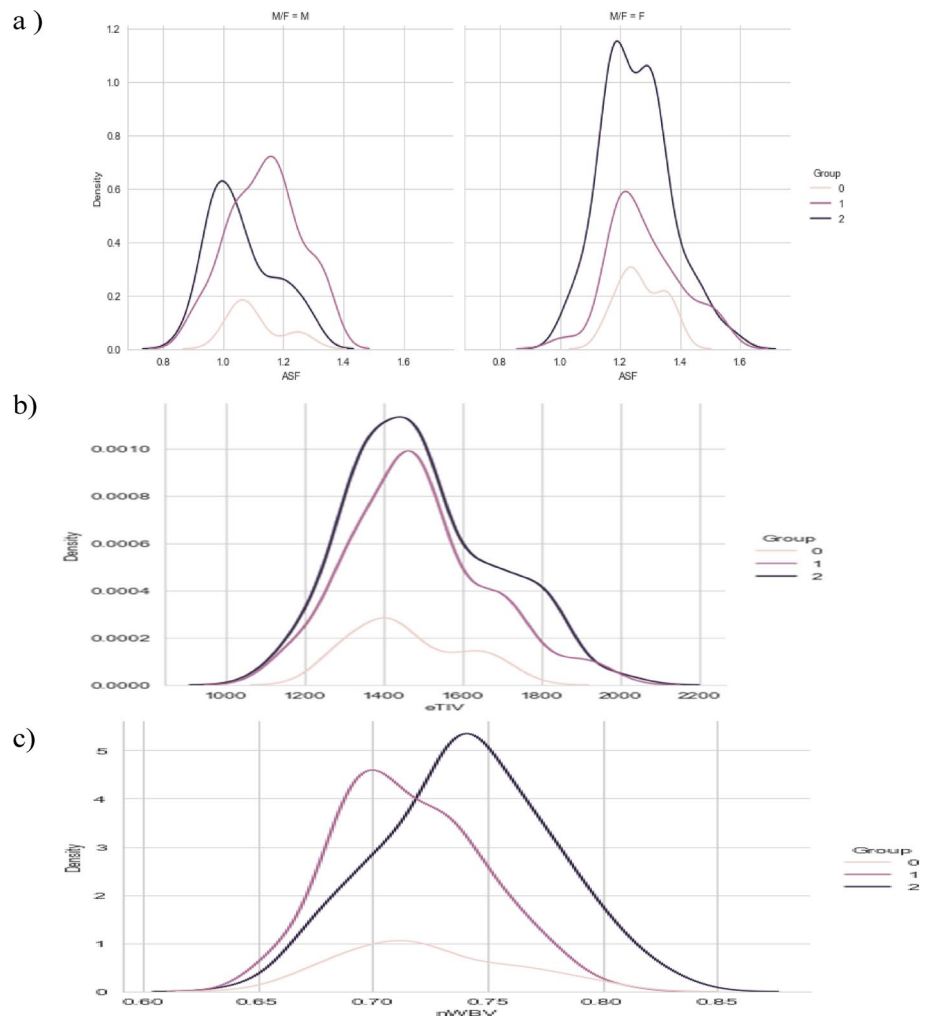 a )
M/F = M
M/F = F
1.2
1.0
0.8
0.6
0.4
0.2
0.0
Density
0.8 1.0 1.2 1.4 1.6
ASF
0.8 1.0 1.2 1.4 1.6
ASF
Group
0
1
2
b)
0.0010
0.0008
0.0006
0.0004
0.0002
0.0000
Density
1000 1200 1400 1600 1800 2000 2200
eTIV
Group
0
1
2
c)
5
4
3
2
1
0
Density
0.60 0.65 0.70 0.75 0.80 0.85
nWBV
Group
0
1
2